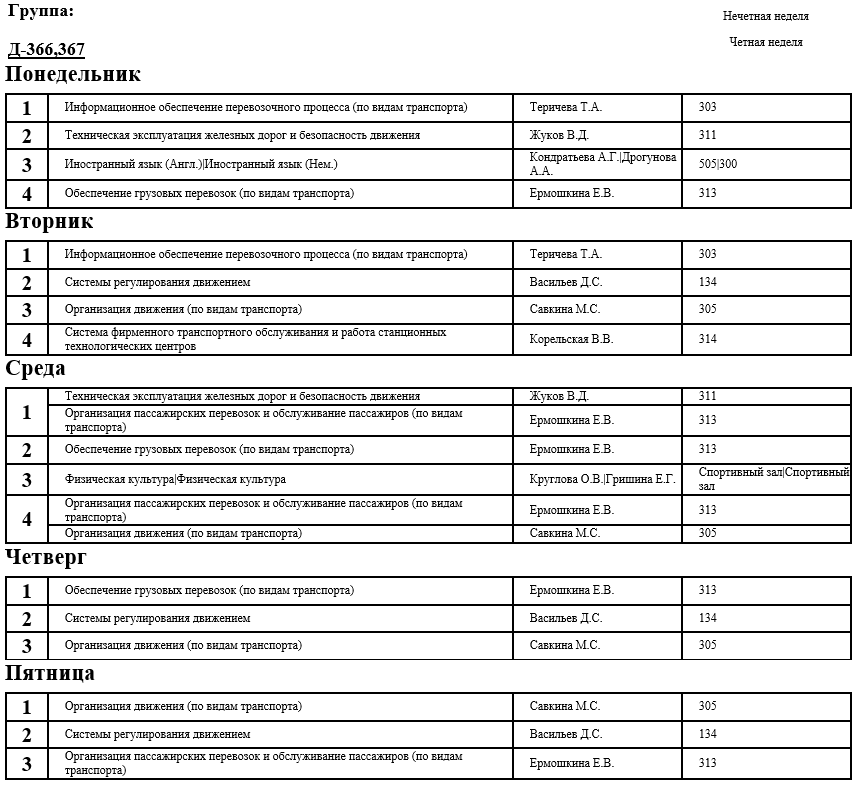 Группа:
Нечетная неделя
Четная неделя
Д-366,367
Понедельник
1 Информационное обеспечение перевозочного процесса (по видам транспорта) Теричева Т.А. 303
2 Техническая эксплуатация железных дорог и безопасность движения Жуков В.Д. 311
3 Иностранный язык (Англ.)|Иностранный язык (Нем.) Кондратьева А.Г.|Дрогунова
А.А. 505|300
4 Обеспечение грузовых перевозок (по видам транспорта) Ермошкина Е.В. 313
Вторник
1 Информационное обеспечение перевозочного процесса (по видам транспорта) Теричева Т.А. 303
2 Системы регулирования движением Васильев Д.С. 134
3 Организация движения (по видам транспорта) Савкина М.С. 305
4 Система фирменного транспортного обслуживания и работа станционных
технологических центров Корельская В.В. 314
Среда
1 Техническая эксплуатация железных дорог и безопасность движения Жуков В.Д. 311
Организация пассажирских перевозок и обслуживание пассажиров (по видам
транспорта) Ермошкина Е.В. 313
2 Обеспечение грузовых перевозок (по видам транспорта) Ермошкина Е.В. 313
3 Физическая культура|Физическая культура Круглова О.В.|Гришина Е.Г. Спортивный зал|Спортивный
зал
4 Организация пассажирских перевозок и обслуживание пассажиров (по видам
транспорта) Ермошкина Е.В. 313
Организация движения (по видам транспорта) Савкина М.С. 305
Четверг
1 Обеспечение грузовых перевозок (по видам транспорта) Ермошкина Е.В. 313
2 Системы регулирования движением Васильев Д.С. 134
3 Организация движения (по видам транспорта) Савкина М.С. 305
Пятница
1 Организация движения (по видам транспорта) Савкина М.С. 305
2 Системы регулирования движением Васильев Д.С. 134
3 Организация пассажирских перевозок и обслуживание пассажиров (по видам
транспорта) Ермошкина Е.В. 313